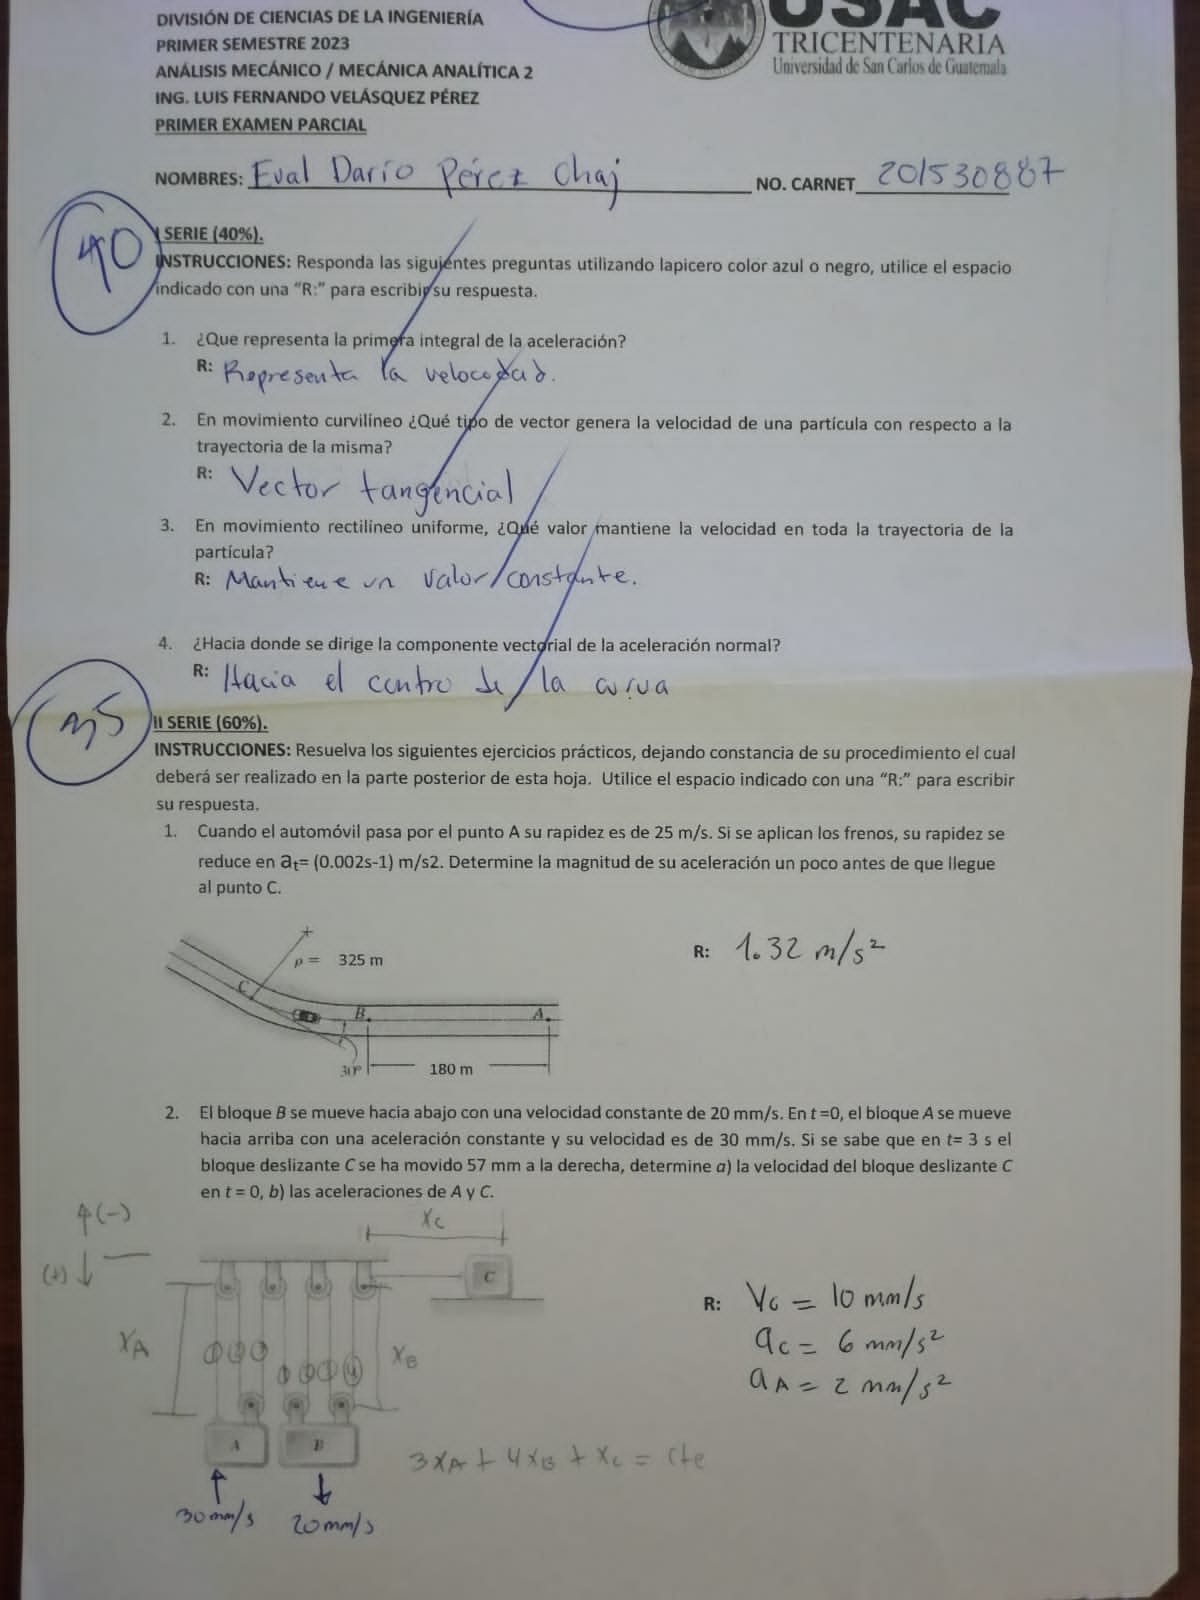 DIVISIÓN DE CIENCIAS DE LA INGENIERÍA
PRIMER SEMESTRE 2023
ANÁLISIS MECÁNICO / MECÁNICA ANALÍTICA 2
ING. LUIS FERNANDO VELÁSQUEZ PÉREZ
PRIMER EXAMEN PARCIAL
USAC
TRICENTENARIA
Universidad de San Carlos de Guatemala
NOMBRES: Eval Darío Pérez Chaj NO. CARNET 201530887
40
I SERIE (40%).
INSTRUCCIONES: Responda las siguientes preguntas utilizando lapicero color azul o negro, utilice el espacio
indicado con una "R:" para escribir su respuesta.
1. ¿Que representa la primera integral de la aceleración?
R: Representa la velocidad.
2. En movimiento curvilíneo ¿Qué tipo de vector genera la velocidad de una partícula con respecto a la
trayectoria de la misma?
R: Vector tangencial
3. En movimiento rectilíneo uniforme, ¿Qué valor mantiene la velocidad en toda la trayectoria de la
partícula?
R: Mantiene un valor constante.
4. ¿Hacia donde se dirige la componente vectorial de la aceleración normal?
R: Hacia el centro de la curva
35
II SERIE (60%).
INSTRUCCIONES: Resuelva los siguientes ejercicios prácticos, dejando constancia de su procedimiento el cual
deberá ser realizado en la parte posterior de esta hoja. Utilice el espacio indicado con una "R:" para escribir
su respuesta.
1. Cuando el automóvil pasa por el punto A su rapidez es de 25 m/s. Si se aplican los frenos, su rapidez se
reduce en at= (0.002s-1) m/s2. Determine la magnitud de su aceleración un poco antes de que llegue
al punto C.
ρ = 325 m
R: 1.32 m/s²
C
B
A
30°
180 m
2. El bloque B se mueve hacia abajo con una velocidad constante de 20 mm/s. En t =0, el bloque A se mueve
hacia arriba con una aceleración constante y su velocidad es de 30 mm/s. Si se sabe que en t= 3 s el
bloque deslizante C se ha movido 57 mm a la derecha, determine a) la velocidad del bloque deslizante C
en t = 0, b) las aceleraciones de A y C.
↑(-)
(+)↓
xC
C
R: VC = 10 mm/s
aC = 6 mm/s²
aA = 2 mm/s²
xA
xB
A
B
3xA + 4xB + xC = cte
30 mm/s 20 mm/s